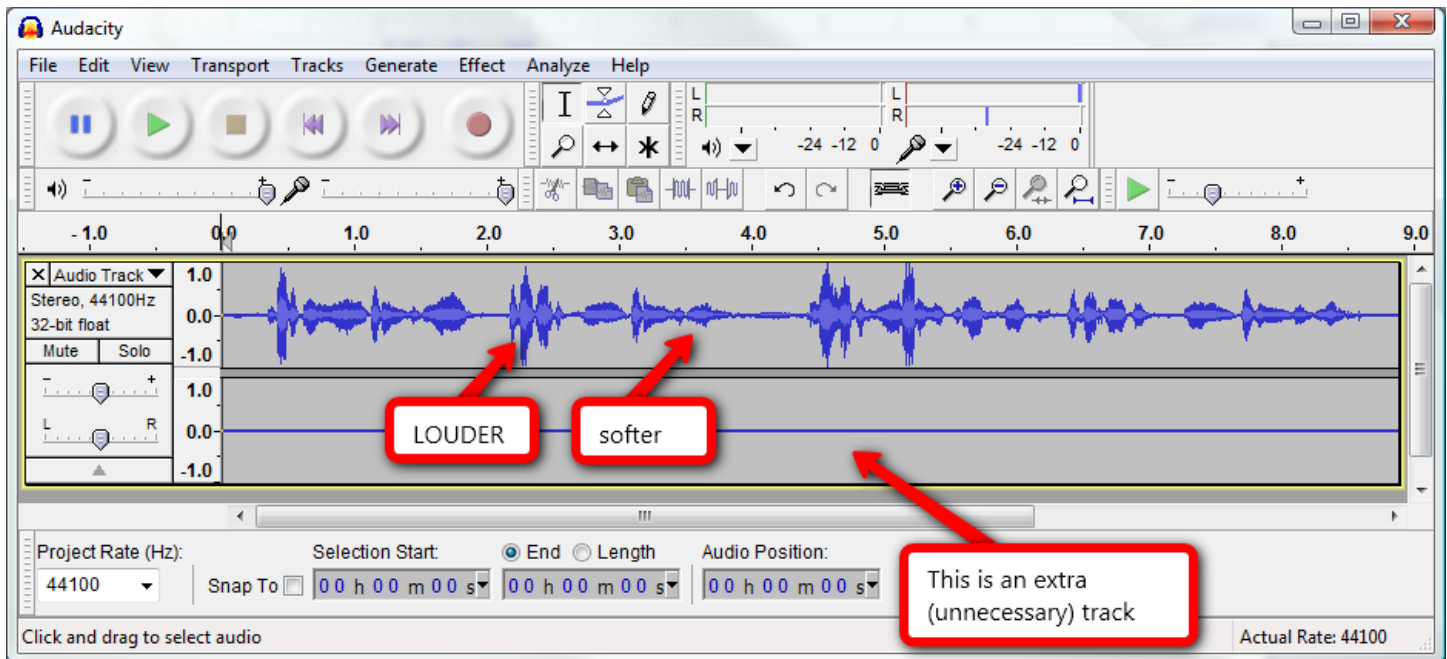 Audacity
File Edit View Transport Tracks Generate Effect Analyze Help
L
R
-24 -12 0
L
R
-24 -12 0
- +
- 1.0 0,0 1.0 2.0 3.0 4.0 5.0 6.0 7.0 8.0 9.0
X Audio Track
Stereo, 44100Hz
32-bit float
Mute Solo
- +
L R
1.0
0.0
-1.0
1.0
0.0
-1.0
LOUDER
softer
This is an extra
(unnecessary) track
Project Rate (Hz): Selection Start: End Length Audio Position:
44100 Snap To 00 h 00 m 00 s 00 h 00 m 00 s 00 h 00 m 00 s
Click and drag to select audio Actual Rate: 44100